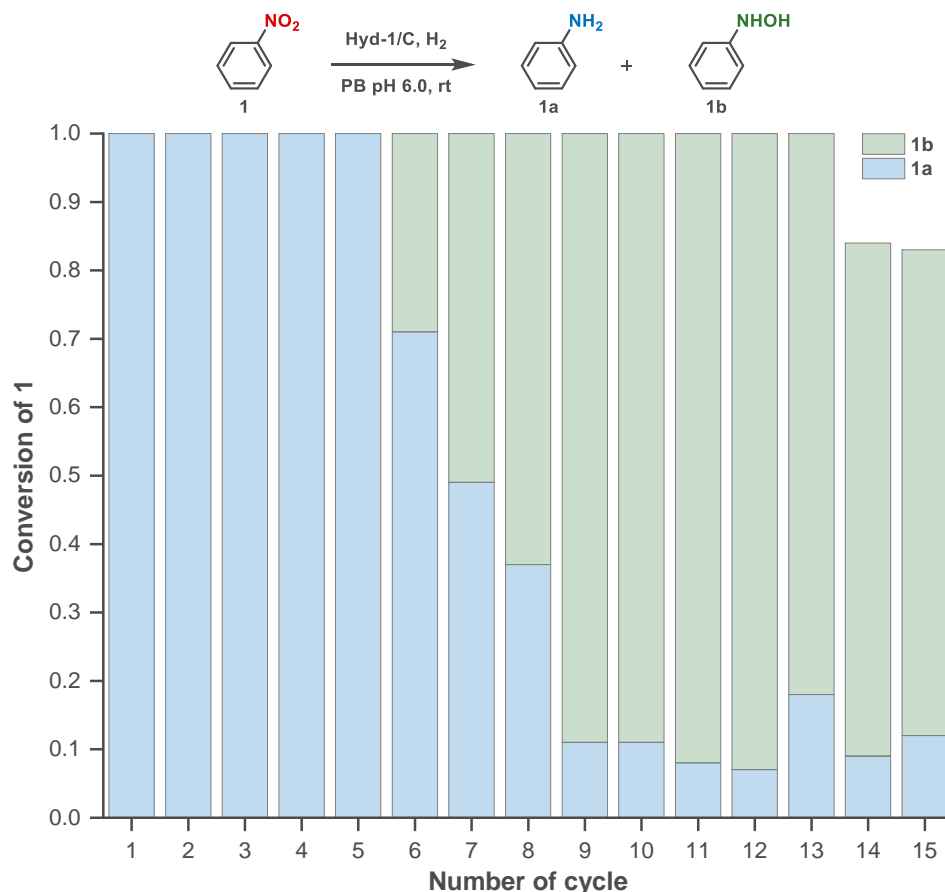 NO₂
Hyd-1/C, H₂
PB pH 6.0, rt
NH₂
+
NHOH
1
1a
1b
1b
1a
1.0
0.9
0.8
0.7
0.6
0.5
0.4
0.3
0.2
0.1
0.0
Conversion of 1
1 2 3 4 5 6 7 8 9 10 11 12 13 14 15
Number of cycle